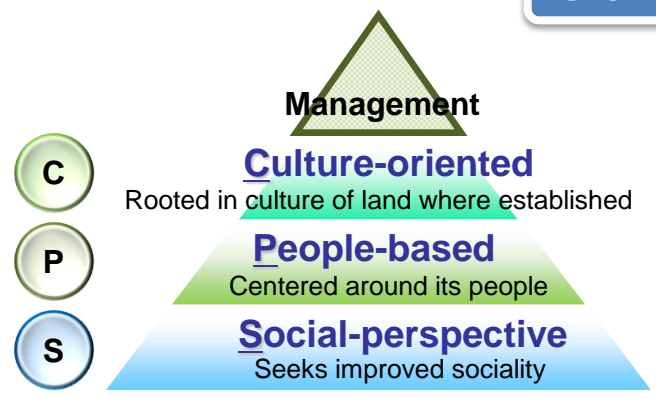 Management
C
Culture-oriented
Rooted in culture of land where established
P
People-based
Centered around its people
S
Social-perspective
Seeks improved sociality